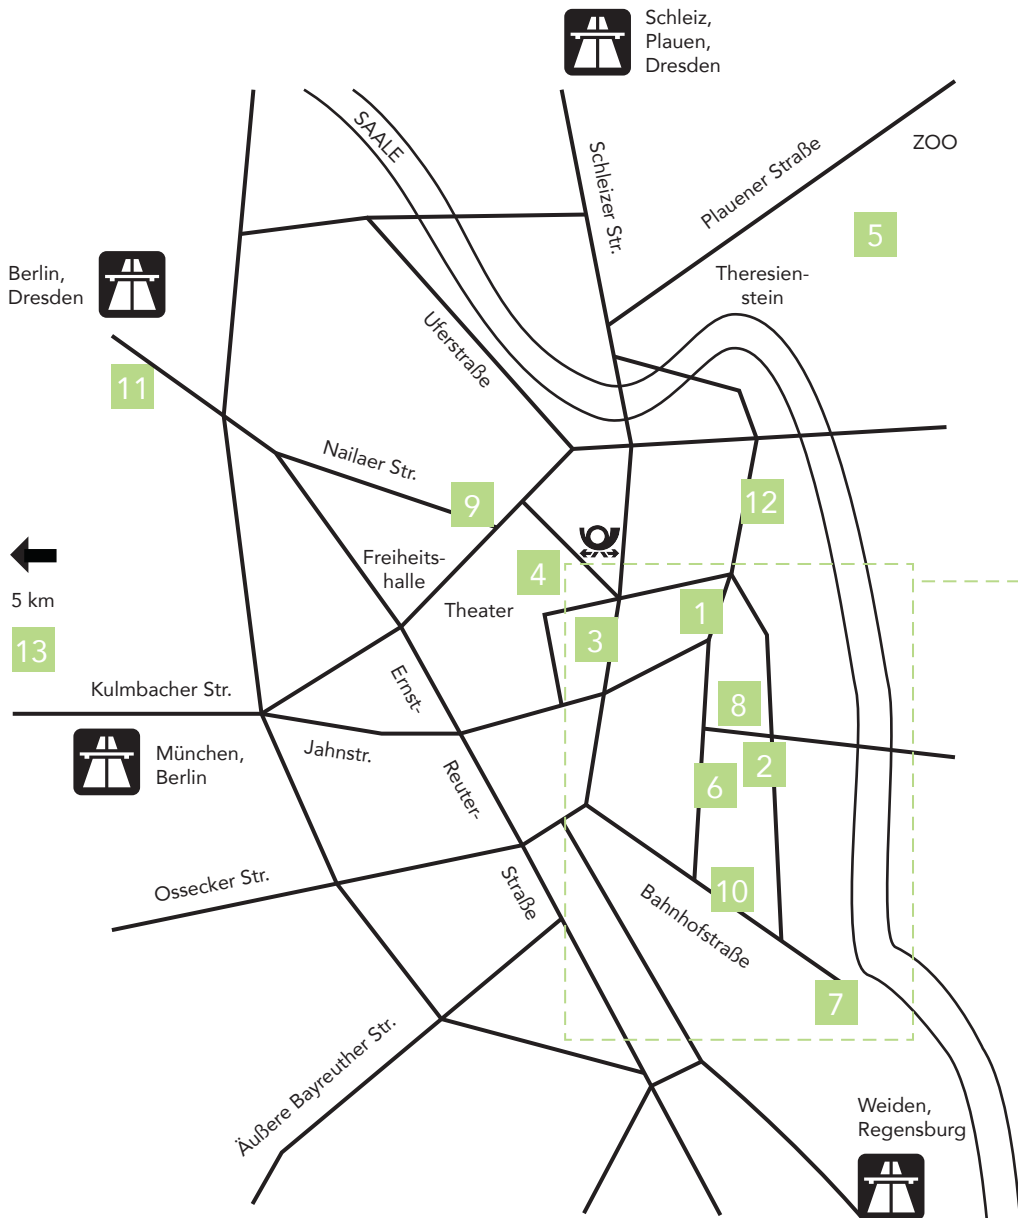 Schleiz,
Plauen,
Dresden
SAALE
Schleizer Str.
Plauener Straße
ZOO
5
Theresien-
stein
Berlin,
Dresden
Uferstraße
11
Nailaer Str.
9
12
Freiheits-
halle
4
Theater
5 km
13
1
3
Kulmbacher Str.
Ernst-
8
Jahnstr.
München,
Berlin
Reuter-
2
6
Ossecker Str.
Straße
10
Bahnhofstraße
7
Äußere Bayreuther Str.
Weiden,
Regensburg